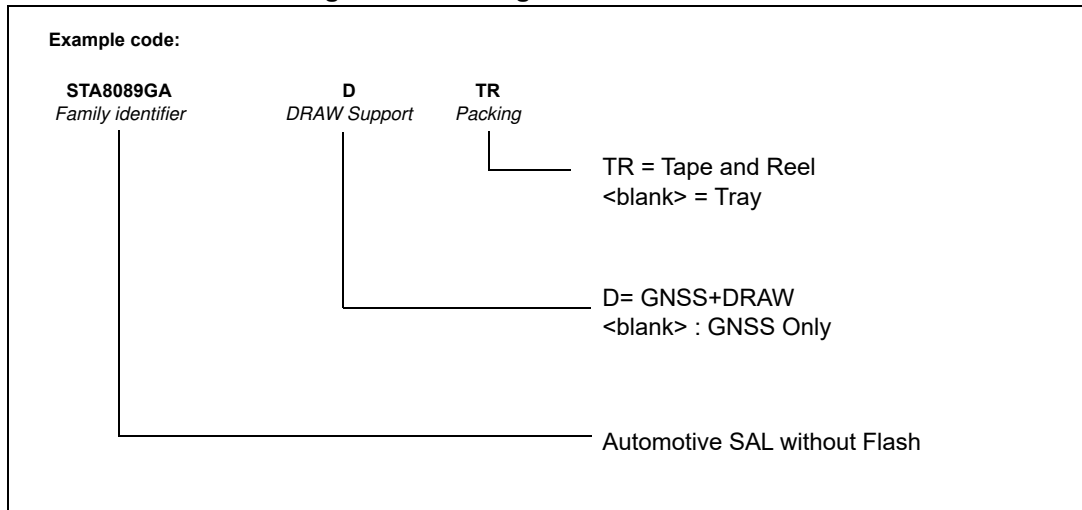 Example code:
STA8089GA D TR
Family identifier DRAW Support Packing
TR = Tape and Reel
<blank> = Tray
D= GNSS+DRAW
<blank> : GNSS Only
Automotive SAL without Flash